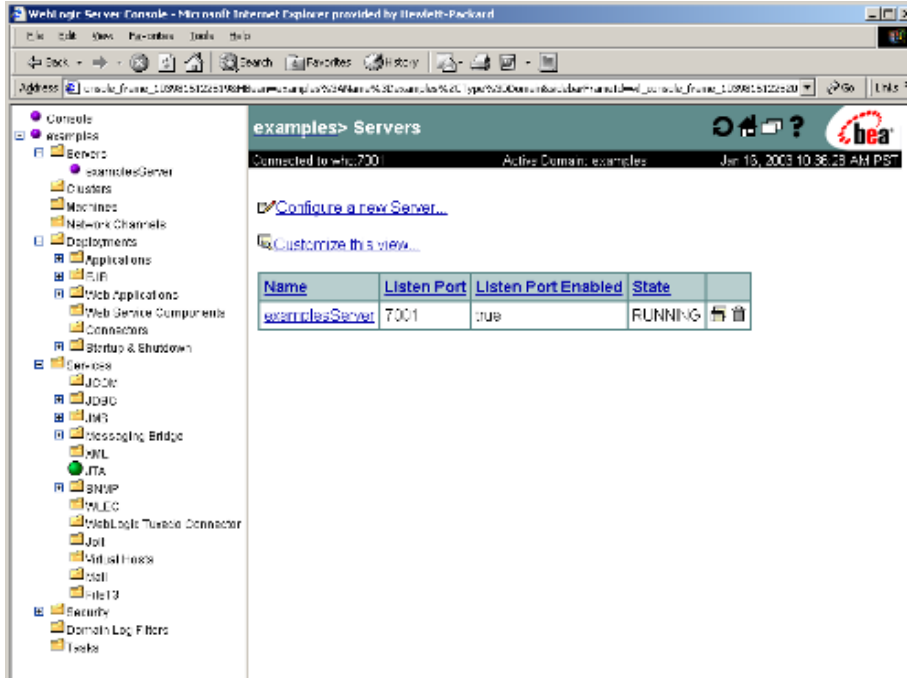 WebLogic Server Console - Microsoft Internet Explorer provided by Hewlett-Packard
File Edit View Favorites Tools Help
Back Search Favorites History
Address Go Links
Console
examples
Servers
examplesServer
Clusters
Machines
Network Channels
Deployments
Applications
EJB
Web Applications
Web Service Components
Connectors
Startup & Shutdown
Services
JCOM
JDBC
JMS
Messaging Bridge
XML
JTA
SNMP
WLEC
WebLogic Tuxedo Connector
Jolt
Virtual Hosts
Mail
FileT3
Security
Domain Log Filters
Tasks
examples> Servers
?
bea
Connected to whc:7001 Active Domain: examples Jan 15, 2003 10:36:28 AM PST
Configure a new Server...
Customize this view...
Name Listen Port Listen Port Enabled State
examplesServer 7001 true RUNNING